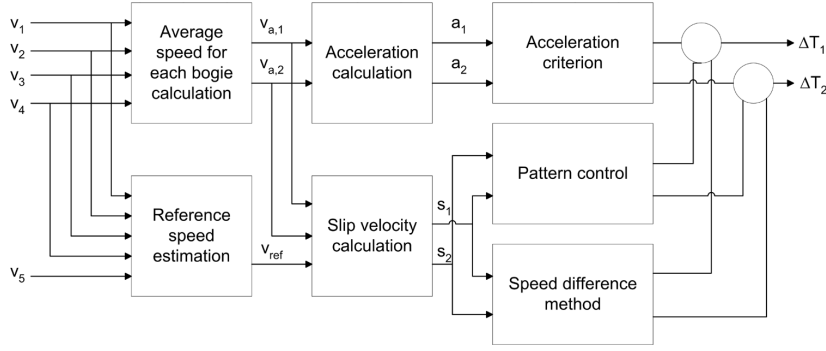 v1
v2
v3
v4
v5
Average
speed for
each bogie
calculation
va,1
va,2
Acceleration
calculation
a1
a2
Acceleration
criterion
ΔT1
ΔT2
Reference
speed
estimation
vref
Slip velocity
calculation
s1
s2
Pattern control
Speed difference
method